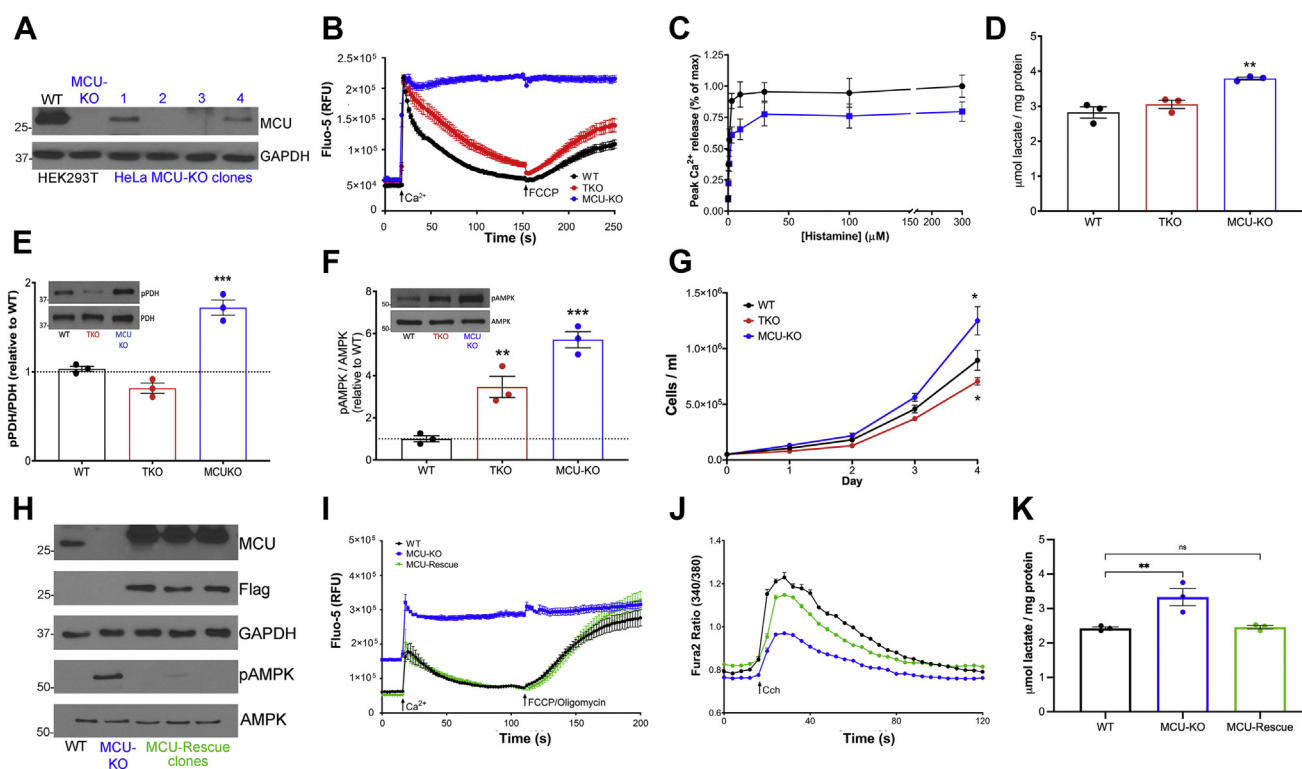 A
WT
MCU-
KO
1 2 3 4
MCU
25-
GAPDH
37-
HEK293T HeLa MCU-KO clones
B
Fluo-5 (RFU)
2.5×10⁵
2.0×10⁵
1.5×10⁵
1.0×10⁵
5.0×10⁴
0
Ca²⁺
FCCP
WT
TKO
MCU-KO
0 50 100 150 200 250
Time (s)
C
Peak Ca²⁺ release (% of max)
1.25
1.00
0.75
0.50
0.25
0.00
0 50 100 150 200 300
[Histamine] (μM)
D
μmol lactate / mg protein
5
4
3
2
1
0
**
WT TKO MCU-KO
E
pPDH/PDH (relative to WT)
2
1
0
37-
pPDH
37-
PDH
WT TKO MCU
KO
***
WT TKO MCUKO
F
pAMPK / AMPK
(relative to WT)
8
6
4
2
0
50-
pAMPK
50-
AMPK
WT TKO MCU
KO
**
***
WT TKO MCU-KO
G
Cells / ml
1.5×10⁶
1.0×10⁶
5.0×10⁵
0.0
WT
TKO
MCU-KO
*
*
0 1 2 3 4
Day
H
25-
MCU
25-
Flag
37-
GAPDH
50-
pAMPK
50-
AMPK
WT MCU-
KO
MCU-Rescue
clones
I
Fluo-5 (RFU)
5×10⁵
4×10⁵
3×10⁵
2×10⁵
1×10⁵
0
WT
MCU-KO
MCU-Rescue
Ca²⁺
FCCP/Oligomycin
0 50 100 150 200
Time (s)
J
Fura2 Ratio (340/380)
1.4
1.2
1.0
0.8
0.6
Cch
0 40 60 80 100 120
Time (s)
K
μmol lactate / mg protein
5
4
3
2
1
0
ns
**
WT MCU-KO MCU-Rescue